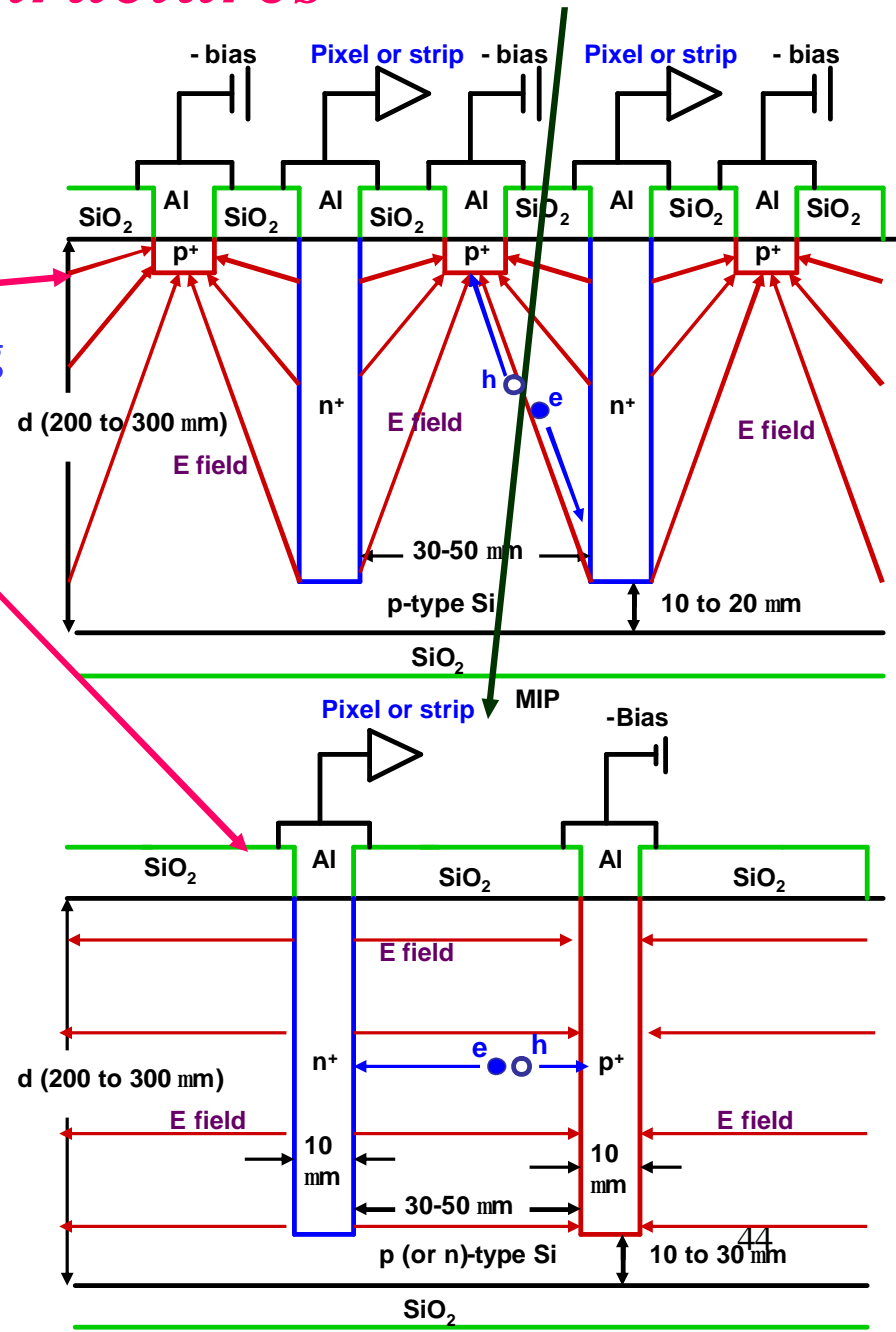 - bias Pixel or strip - bias Pixel or strip - bias
Al Al Al Al Al
SiO₂ SiO₂ SiO₂ SiO₂ SiO₂ SiO₂
p⁺ p⁺ p⁺
g
h
e
n⁺ n⁺
d (200 to 300 mm)
E field
E field
E field
30-50 mm
p-type Si
10 to 20 mm
SiO₂
MIP
Pixel or strip
-Bias
Al Al
SiO₂ SiO₂ SiO₂
E field
e h
n⁺ p⁺
d (200 to 300 mm)
E field E field
10
mm
10
mm
30-50 mm
44
p (or n)-type Si
10 to 30 mm
SiO₂